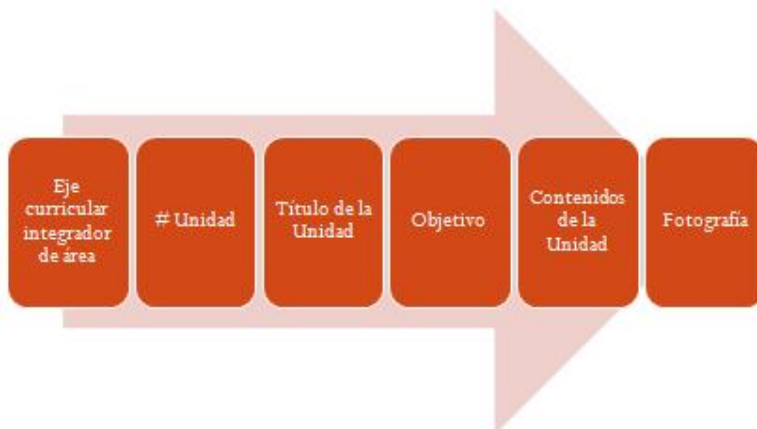 Eje
curricular
integrador
de área
# Unidad
Título de la
Unidad
Objetivo
Contenidos
de la
Unidad
Fotografía